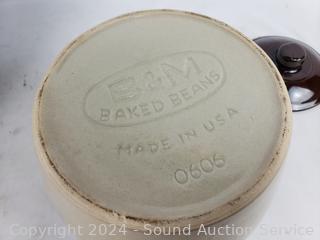 B&M
BAKED BEANS
MADE IN USA
0606
Copyright 2024 - Sound Auction Service